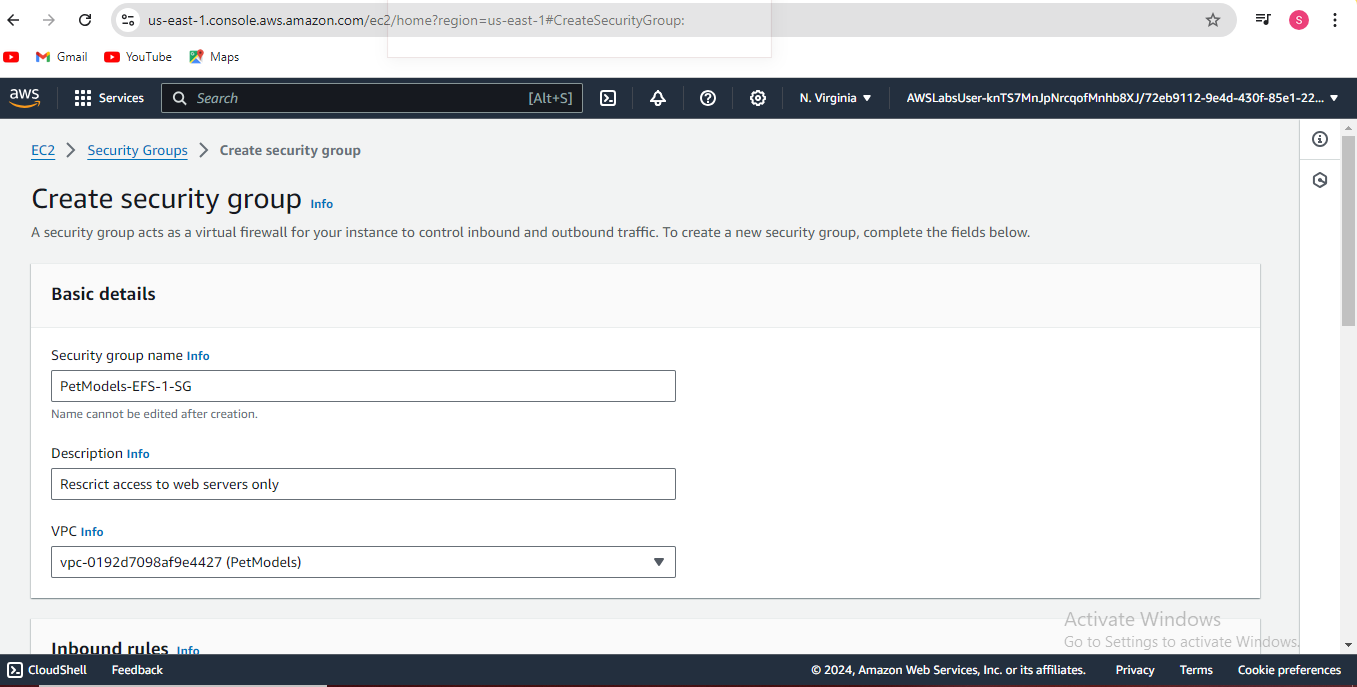 us-east-1.console.aws.amazon.com/ec2/home?region=us-east-1#CreateSecurityGroup:
S
Gmail
YouTube
Maps
aws
Services
Search
[Alt+S]
N. Virginia
AWSLabsUser-knTS7MnJpNrcqofMnhb8XJ/72eb9112-9e4d-430f-85e1-22...
EC2
Security Groups
Create security group
Create security group Info
A security group acts as a virtual firewall for your instance to control inbound and outbound traffic. To create a new security group, complete the fields below.
Basic details
Security group name Info
PetModels-EFS-1-SG
Name cannot be edited after creation.
Description Info
Rescrict access to web servers only
VPC Info
vpc-0192d7098af9e4427 (PetModels)
Activate Windows
Go to Settings to activate Windows.
Inbound rules Info
CloudShell
Feedback
© 2024, Amazon Web Services, Inc. or its affiliates.
Privacy
Terms
Cookie preferences